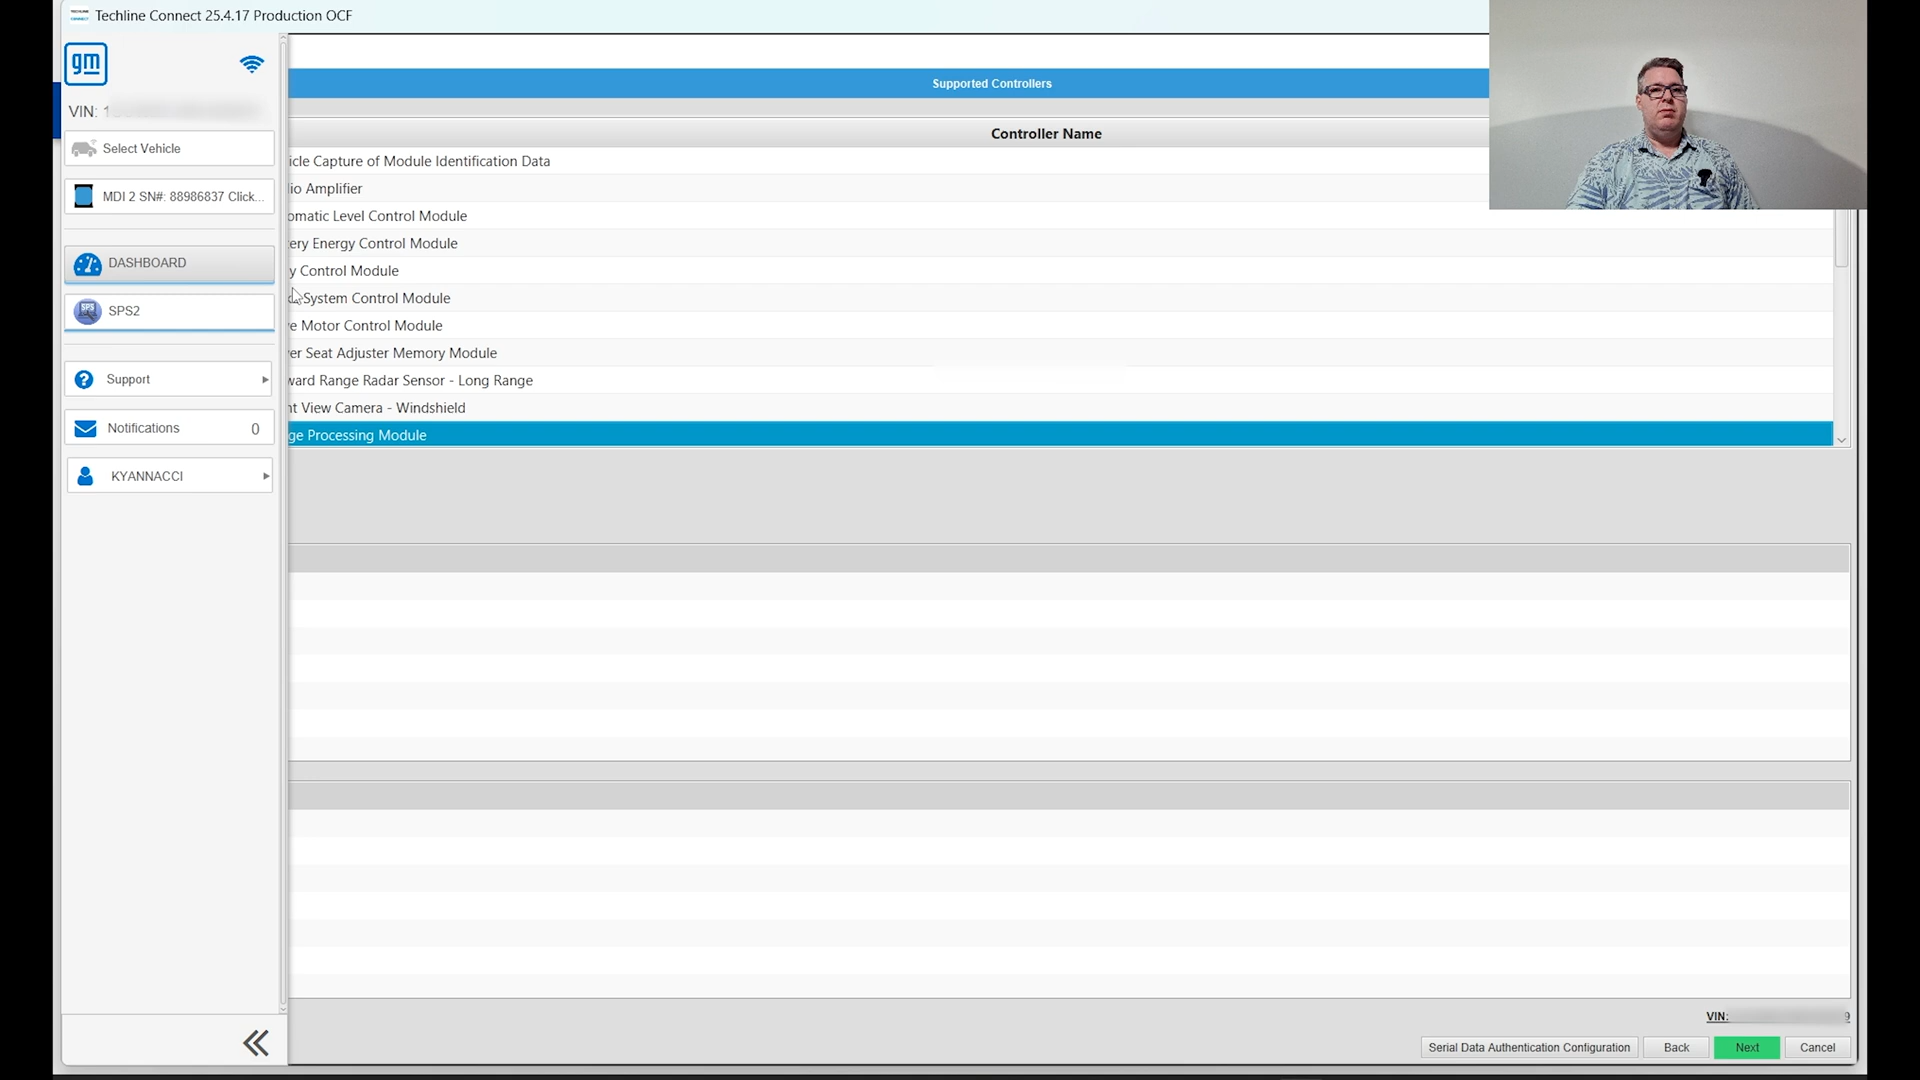 Techline Connect 25.4.17 Production OCF
gm
VIN: 1
Select Vehicle
MDI 2 SN#: 88986837 Click...
DASHBOARD
SPS2
Support
Notifications 0
KYANNACCI
Supported Controllers
Controller Name
icle Capture of Module Identification Data
io Amplifier
omatic Level Control Module
ery Energy Control Module
y Control Module
System Control Module
e Motor Control Module
er Seat Adjuster Memory Module
ward Range Radar Sensor - Long Range
nt View Camera - Windshield
ge Processing Module
VIN: 9
Serial Data Authentication Configuration
Back
Next
Cancel